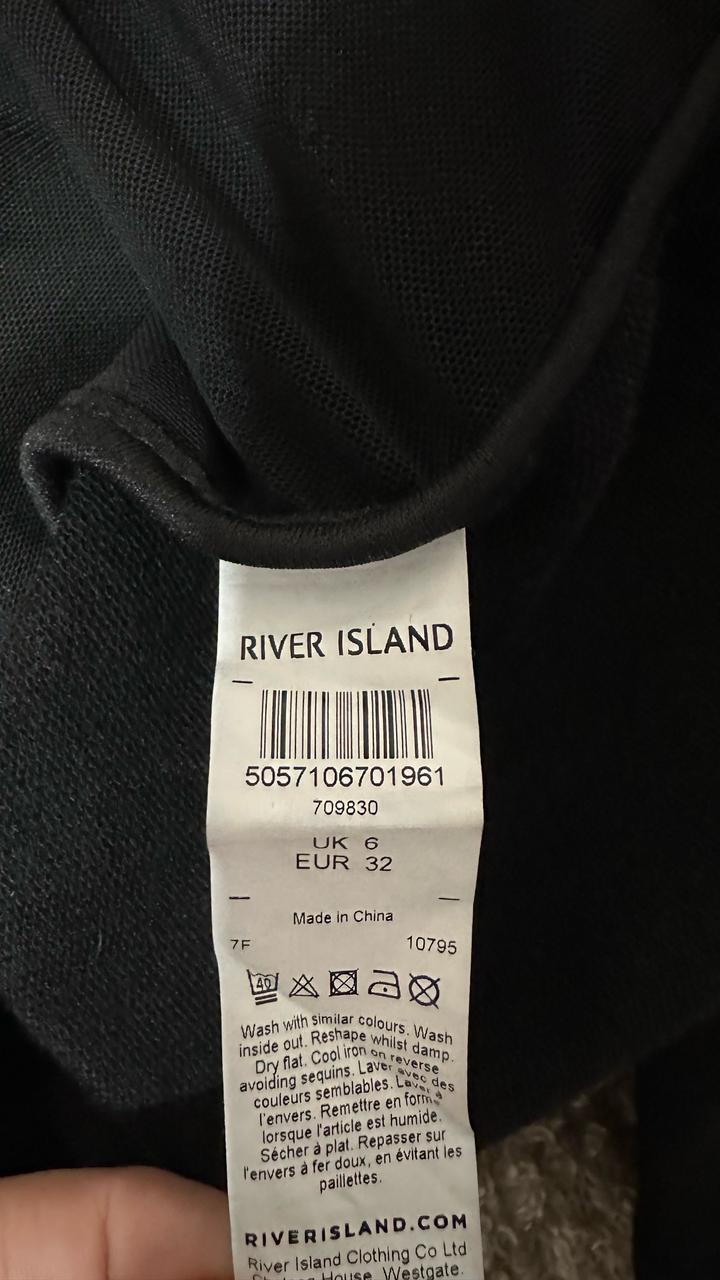 RIVER ISLAND
5057106701961
709830
UK 6
EUR 32
Made in China
7F 10795
40
Wash with similar colours. Wash
inside out. Reshape whilst damp.
Dry flat. Cool iron on reverse
avoiding sequins. Laver avec des
couleurs semblables. Laver à
l'envers. Remettre en forme
lorsque l'article est humide.
Sécher à plat. Repasser sur
l'envers à fer doux, en évitant les
paillettes.
RIVERISLAND.COM
River Island Clothing Co Ltd
House, Westgate.